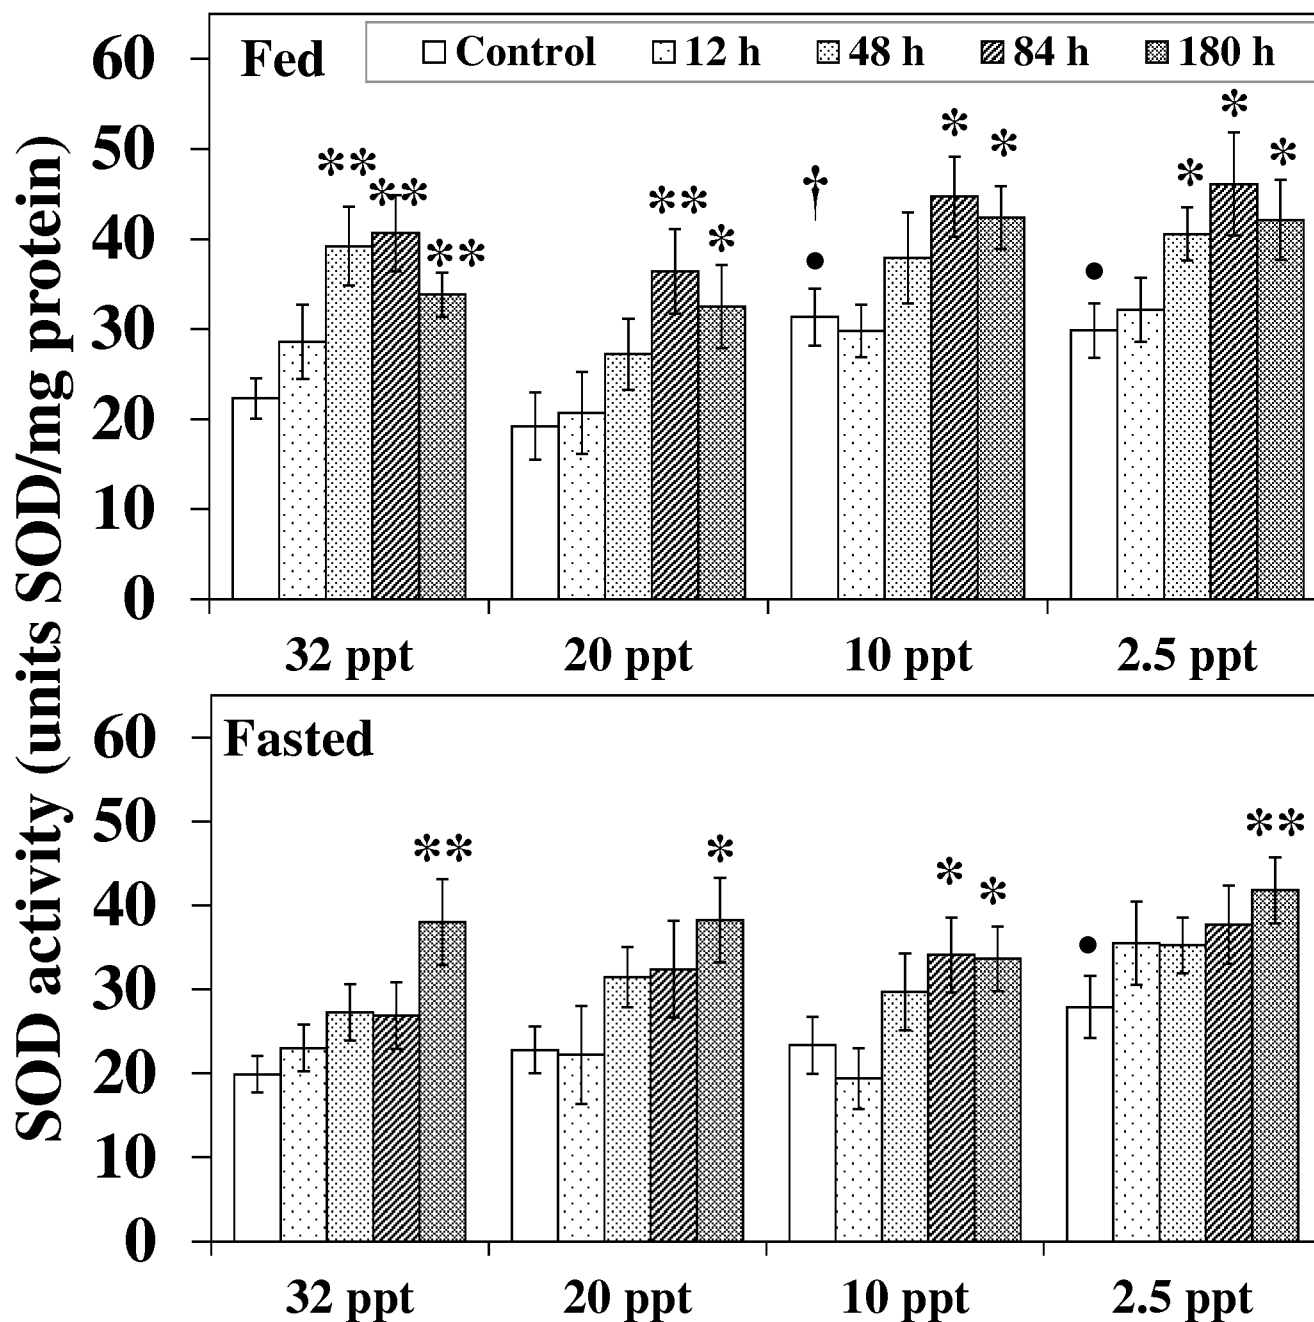 SOD activity (units SOD/mg protein)
Fed
Control 12 h 48 h 84 h 180 h
60
50
40
30
20
10
0
** ** ** ** * †
• * * • * * *
32 ppt 20 ppt 10 ppt 2.5 ppt
Fasted
60
50
40
30
20
10
0
** * * * • **
32 ppt 20 ppt 10 ppt 2.5 ppt